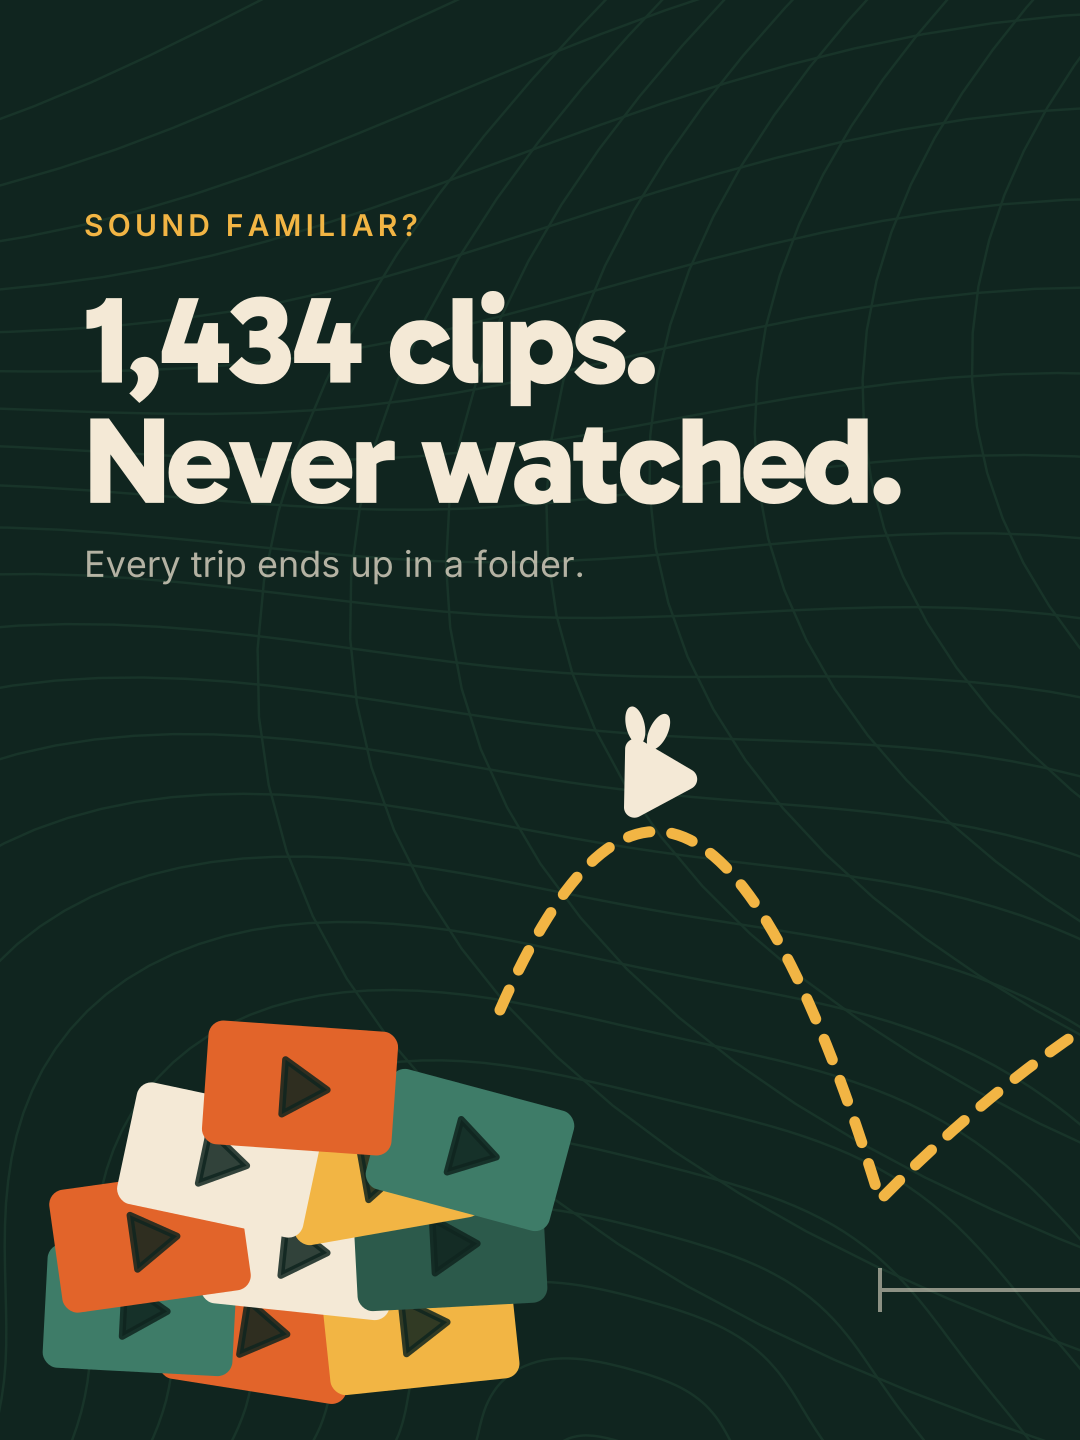 SOUND FAMILIAR?
1,434 clips.
Never watched.
Every trip ends up in a folder.